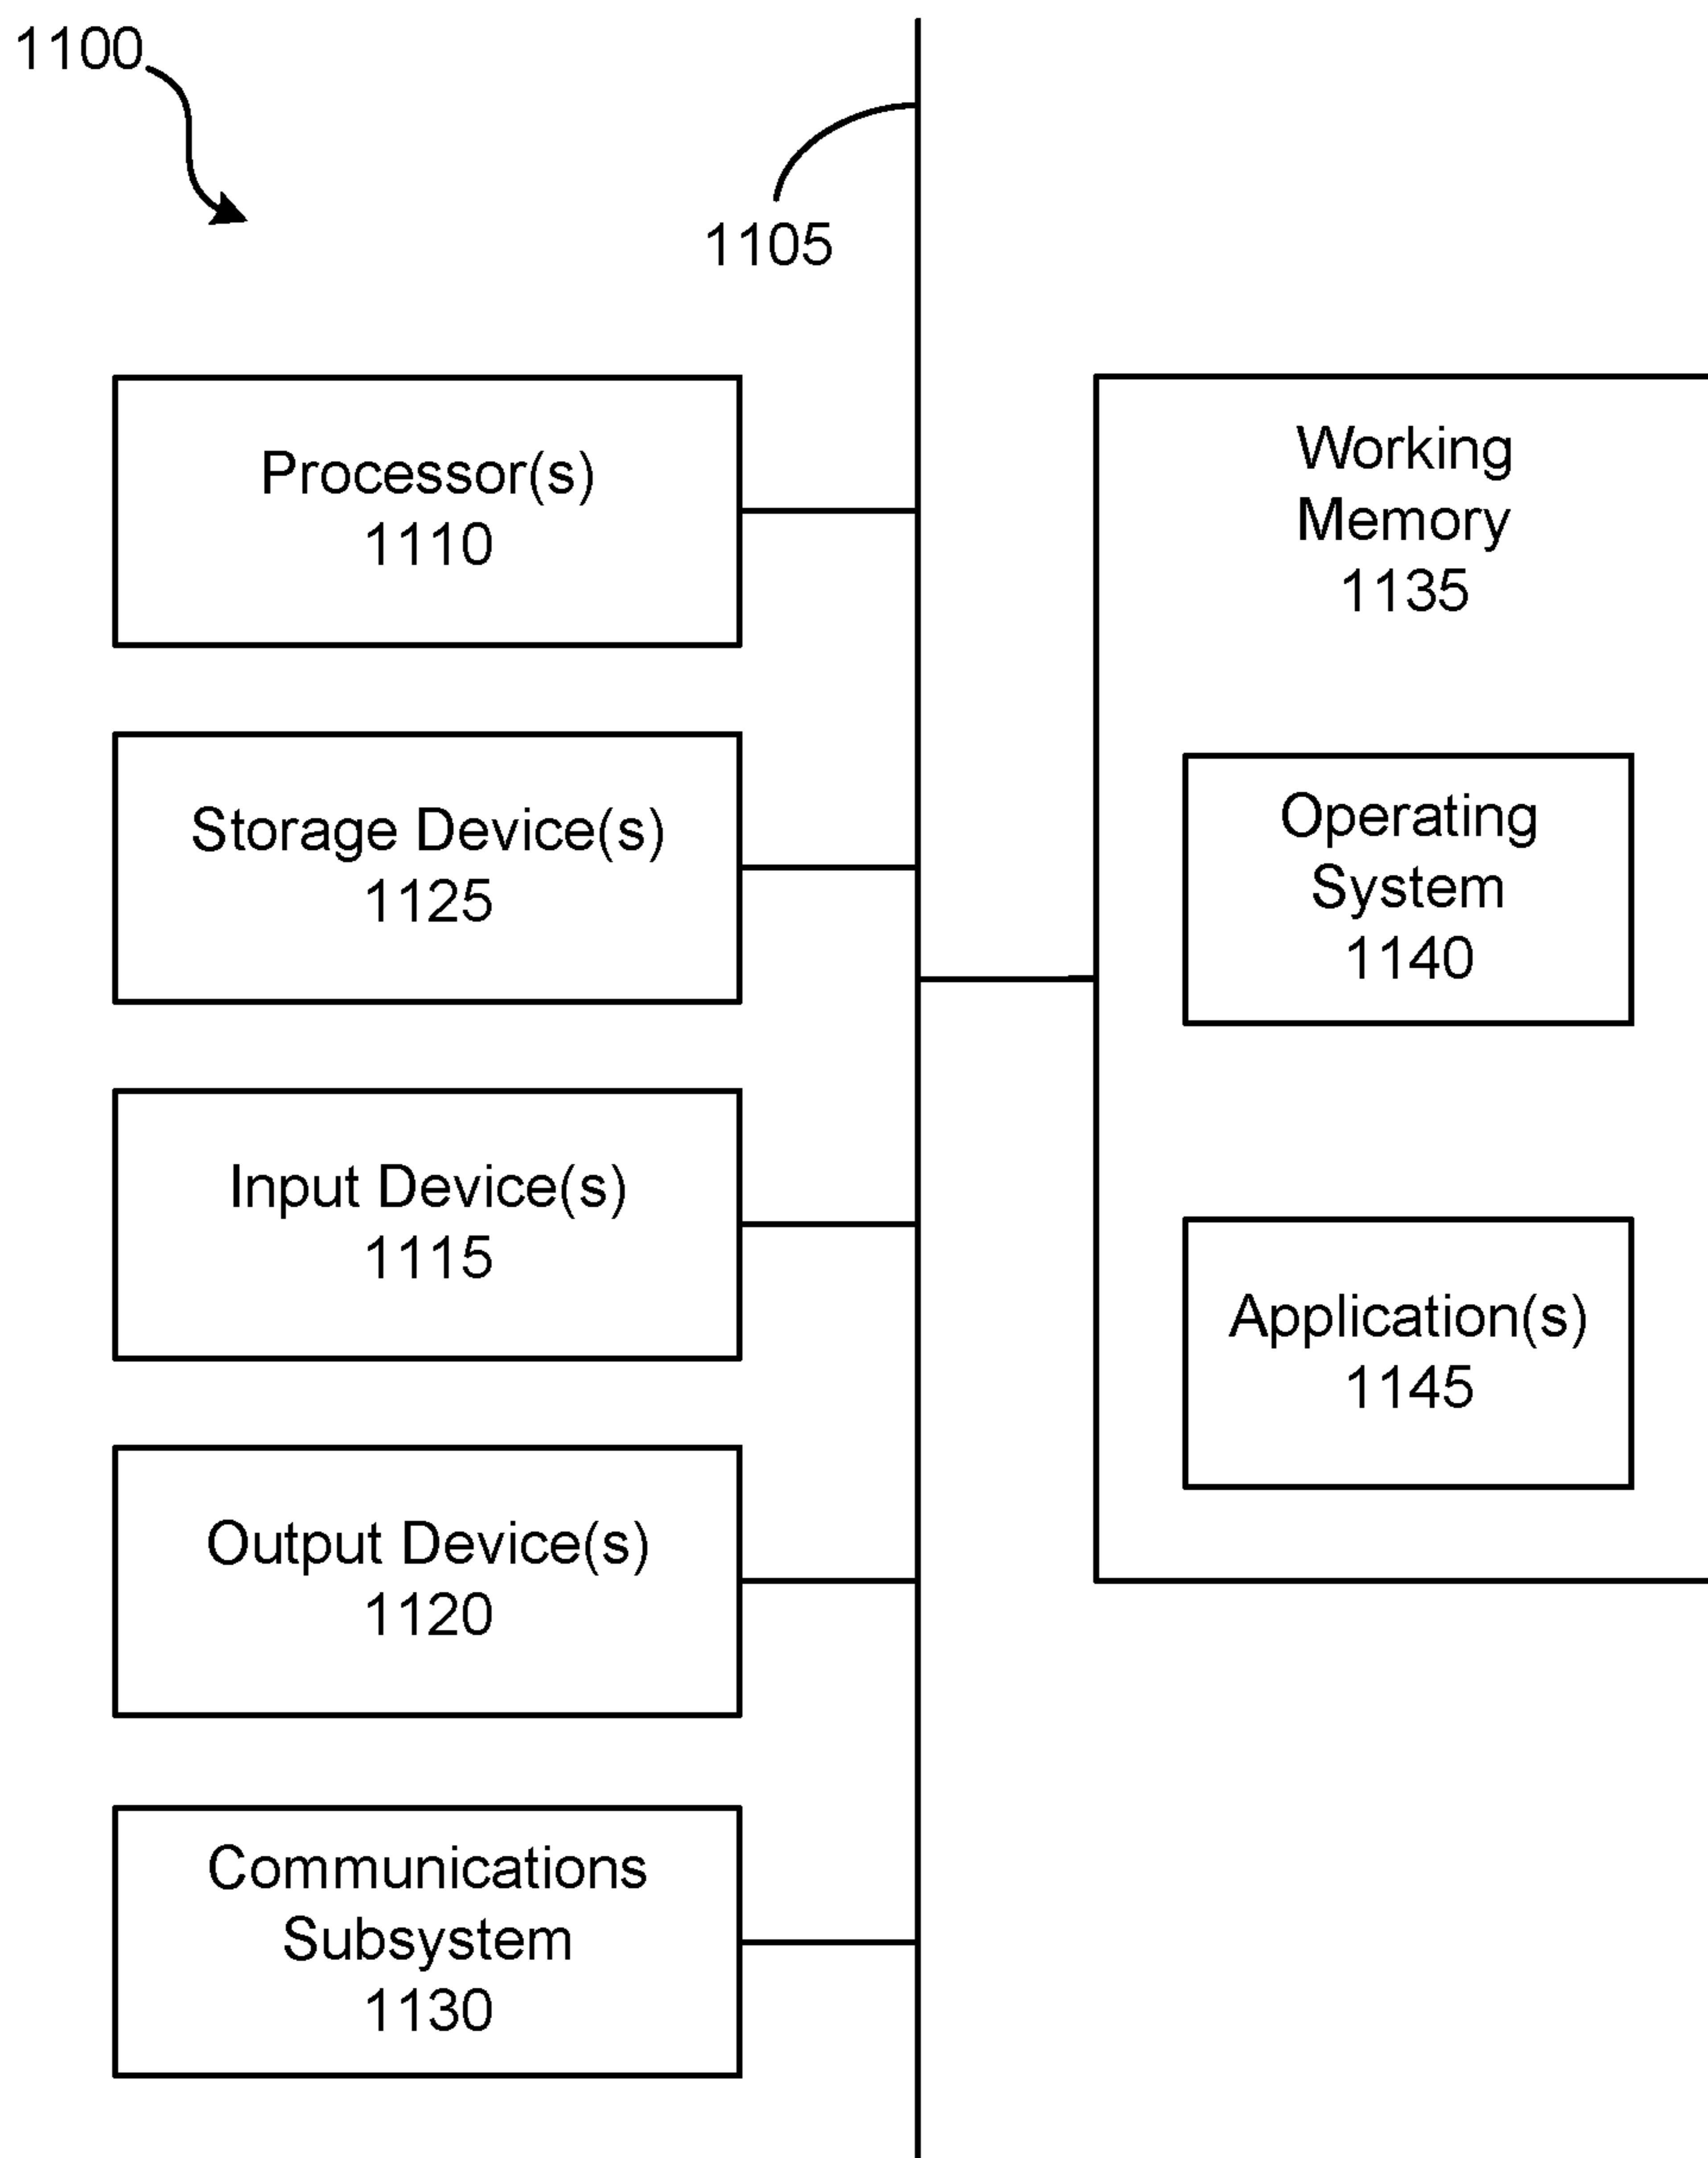 1100
1105
Processor(s)
1110
Storage Device(s)
1125
Input Device(s)
1115
Output Device(s)
1120
Communications
Subsystem
1130
Working
Memory
1135
Operating
System
1140
Application(s)
1145